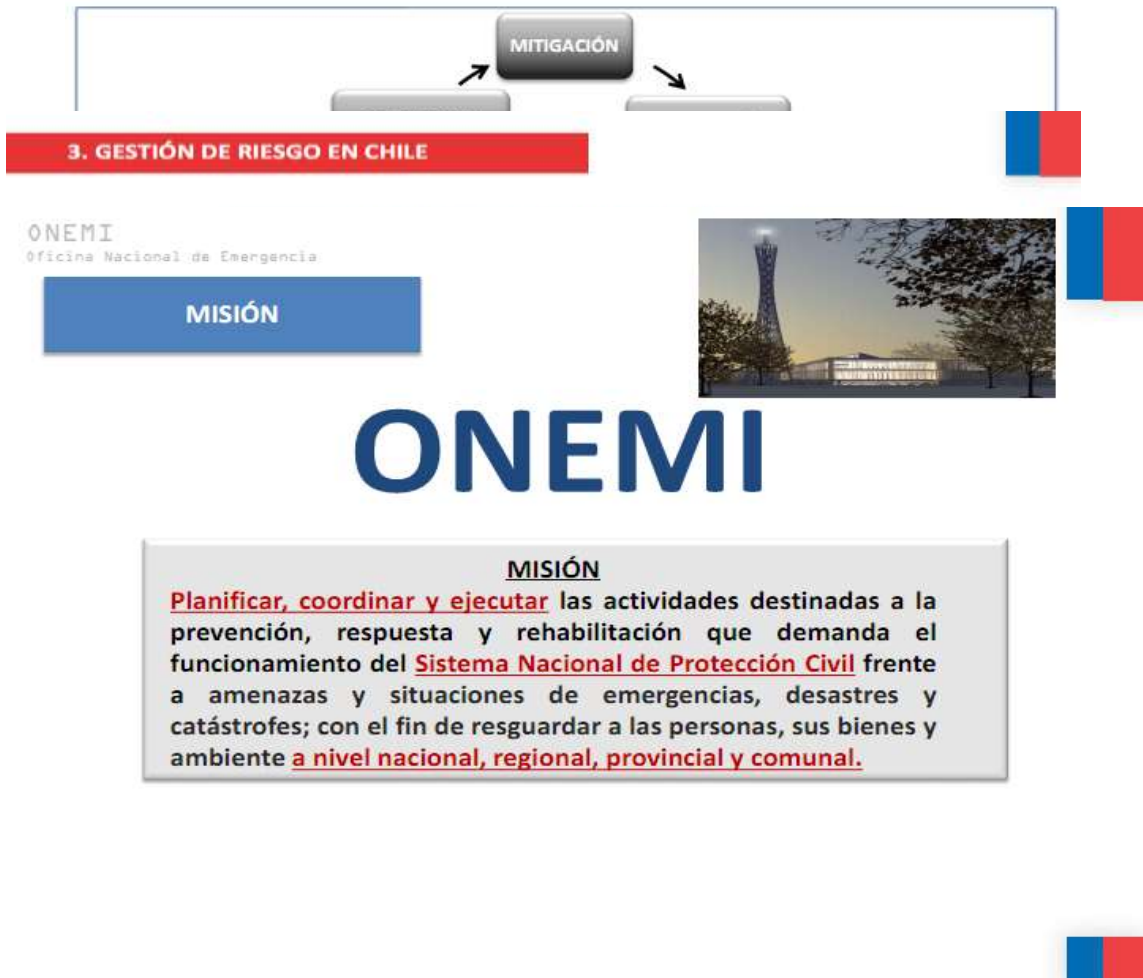 MITIGACIÓN
3. GESTIÓN DE RIESGO EN CHILE
ONEMI
Oficina Nacional de Emergencia
MISIÓN
ONEMI
MISIÓN
Planificar, coordinar y ejecutar las actividades destinadas a la
prevención, respuesta y rehabilitación que demanda el
funcionamiento del Sistema Nacional de Protección Civil frente
a amenazas y situaciones de emergencias, desastres y
catástrofes; con el fin de resguardar a las personas, sus bienes y
ambiente a nivel nacional, regional, provincial y comunal.